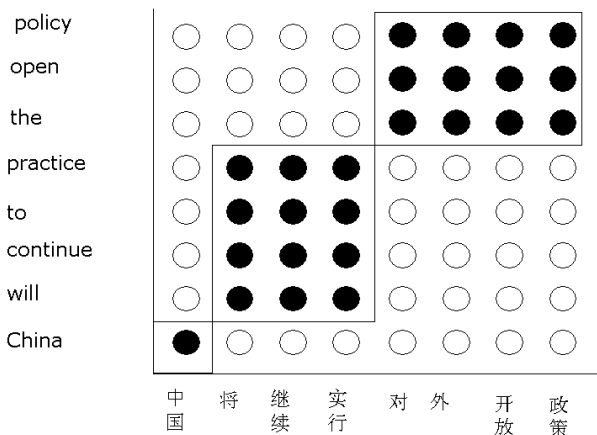 policy
open
the
practice
to
continue
will
China
中国 将 继续 实行 对 外 开放 政策